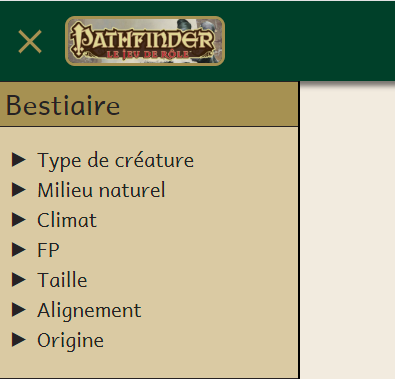 PATHFINDER
LE JEU DE RÔLE
Bestiaire
Type de créature
Milieu naturel
Climat
FP
Taille
Alignement
Origine